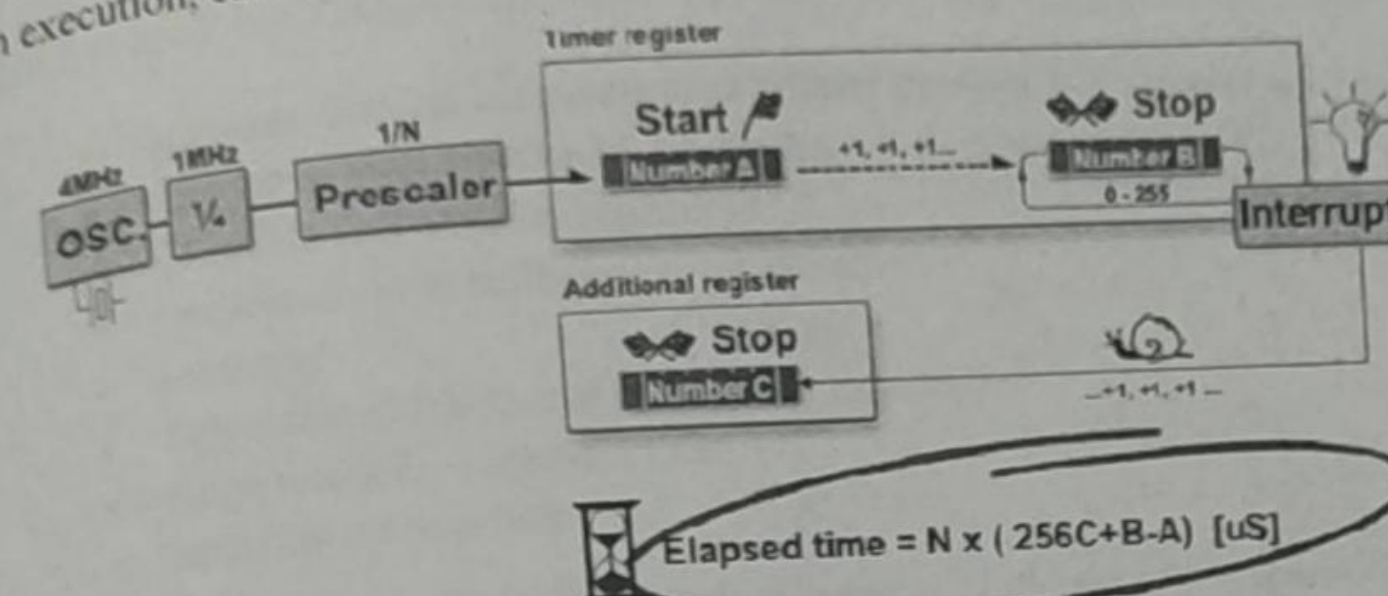 execution,
Timer register
Start
Stop
4MHz
1MHz
1/N
OSC.
1/4
Prescaler
Number A
+1, +1, +1...
Number B
0 - 255
Interrupt
Additional register
Stop
Number C
...+1, +1, +1 ...
Elapsed time = N x ( 256C+B-A) [uS]